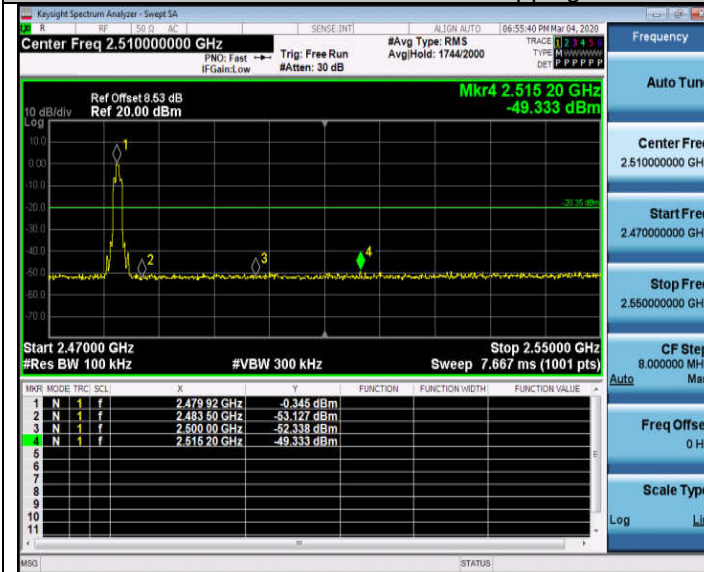 Keysight Spectrum Analyzer - Swept SA
R RF 50 Ω AC SENSE:INT ALIGN AUTO 06:55:40 PM Mar 04, 2020
Center Freq 2.510000000 GHz
PNO: Fast
IFGain:Low
Trig: Free Run
#Atten: 30 dB
#Avg Type: RMS
Avg|Hold: 1744/2000
TRACE 1 2 3 4 5 6
TYPE M WWWWW
DET P P P P P P
Mkr4 2.515 20 GHz
-49.333 dBm
Ref Offset 8.53 dB
10 dB/div Ref 20.00 dBm
Log
10.0
0.00
-10.0
-20.0
-30.0
-40.0
-50.0
-60.0
-70.0
1
2
3
4
-20.35 dBm
Start 2.47000 GHz Stop 2.55000 GHz
#Res BW 100 kHz #VBW 300 kHz Sweep 7.667 ms (1001 pts)
MKR MODE TRC SCL X Y FUNCTION FUNCTION WIDTH FUNCTION VALUE
1 N 1 f 2.479 92 GHz -0.345 dBm
2 N 1 f 2.483 50 GHz -53.127 dBm
3 N 1 f 2.500 00 GHz -52.338 dBm
4 N 1 f 2.515 20 GHz -49.333 dBm
5
6
7
8
9
10
11
MSG STATUS
Frequency
Auto Tun
Center Fre
2.510000000 GH
Start Fre
2.470000000 GH
Stop Fre
2.550000000 GH
CF Ste
8.000000 MH
Auto Ma
Freq Offse
0 H
Scale Typ
Log Li